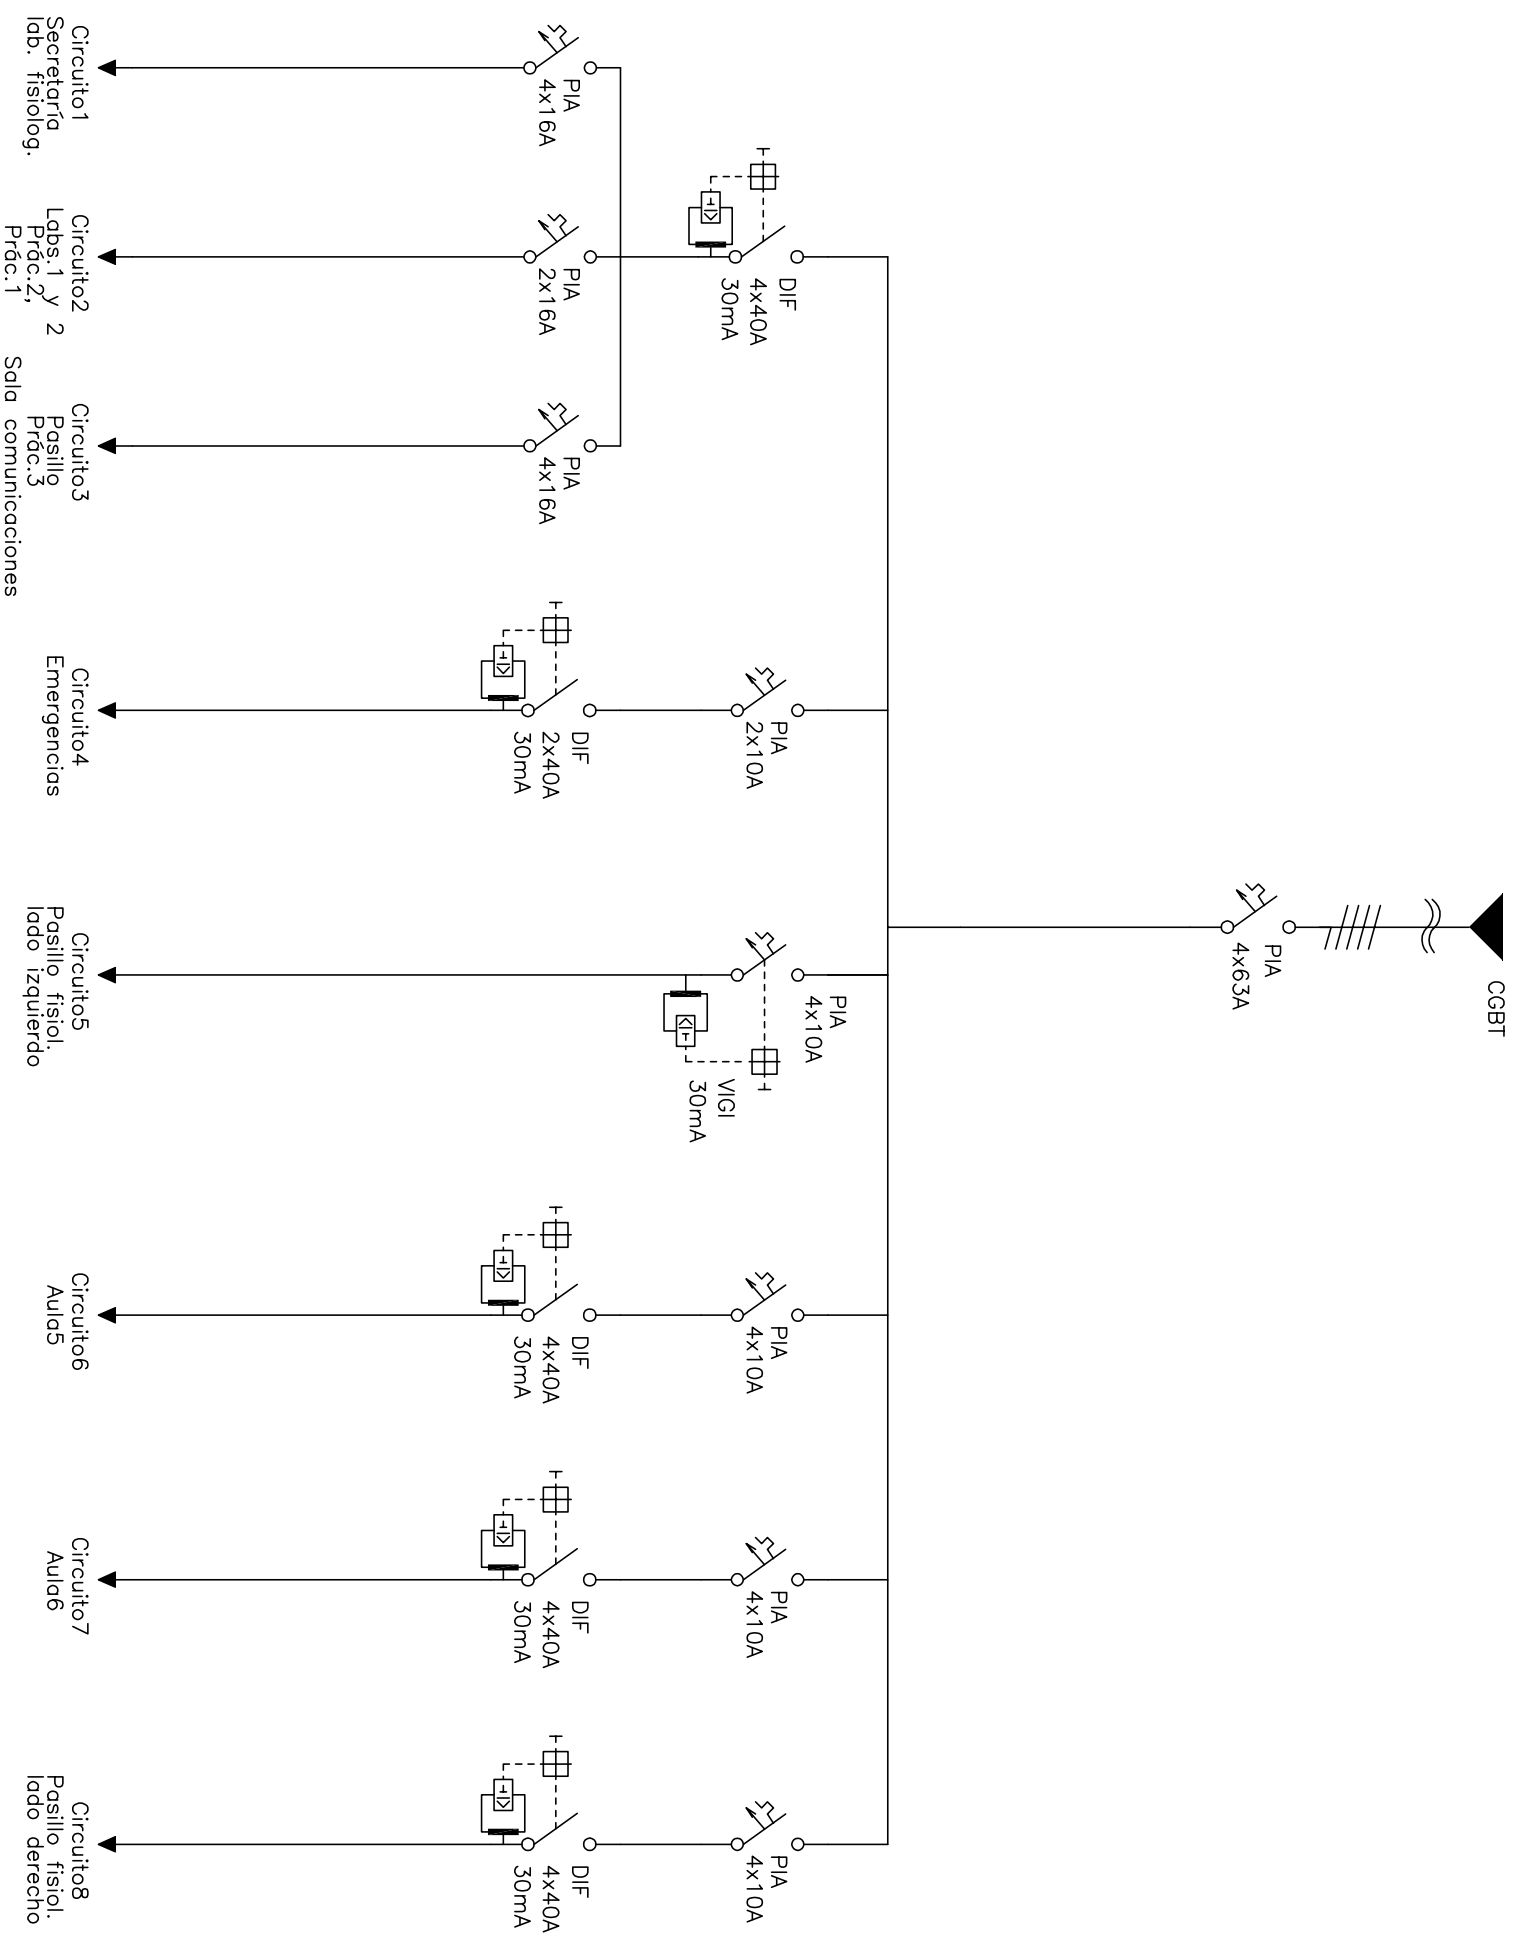 CGBT
PIA
4x63A
DIF
4x40A
30mA
PIA
2x10A
PIA
4x10A
VIGI
30mA
PIA
4x10A
PIA
4x10A
PIA
4x10A
PIA
4x16A
PIA
2x16A
PIA
4x16A
DIF
2x40A
30mA
DIF
4x40A
30mA
DIF
4x40A
30mA
DIF
4x40A
30mA
Circuito1
Secretaría
lab. fisiolog.
Circuito2
Labs.1 y 2
Prác.2,
Prác.1
Circuito3
Pasillo
Prác.3
Sala comunicaciones
Circuito4
Emergencias
Circuito5
Pasillo fisiol.
lado izquierdo
Circuito6
Aula5
Circuito7
Aula6
Circuito8
Pasillo fisiol.
lado derecho